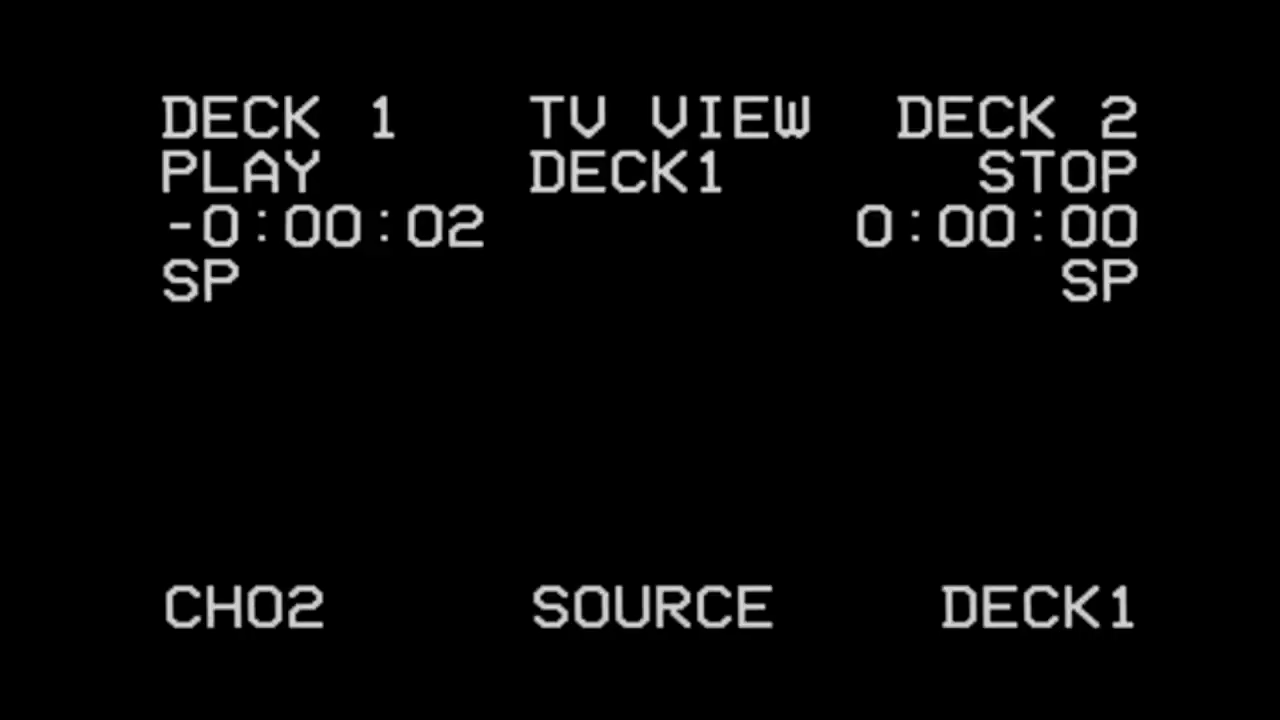 DECK 1 TV VIEW DECK 2
PLAY DECK1 STOP
-0:00:02 0:00:00
SP SP
CH02 SOURCE DECK1